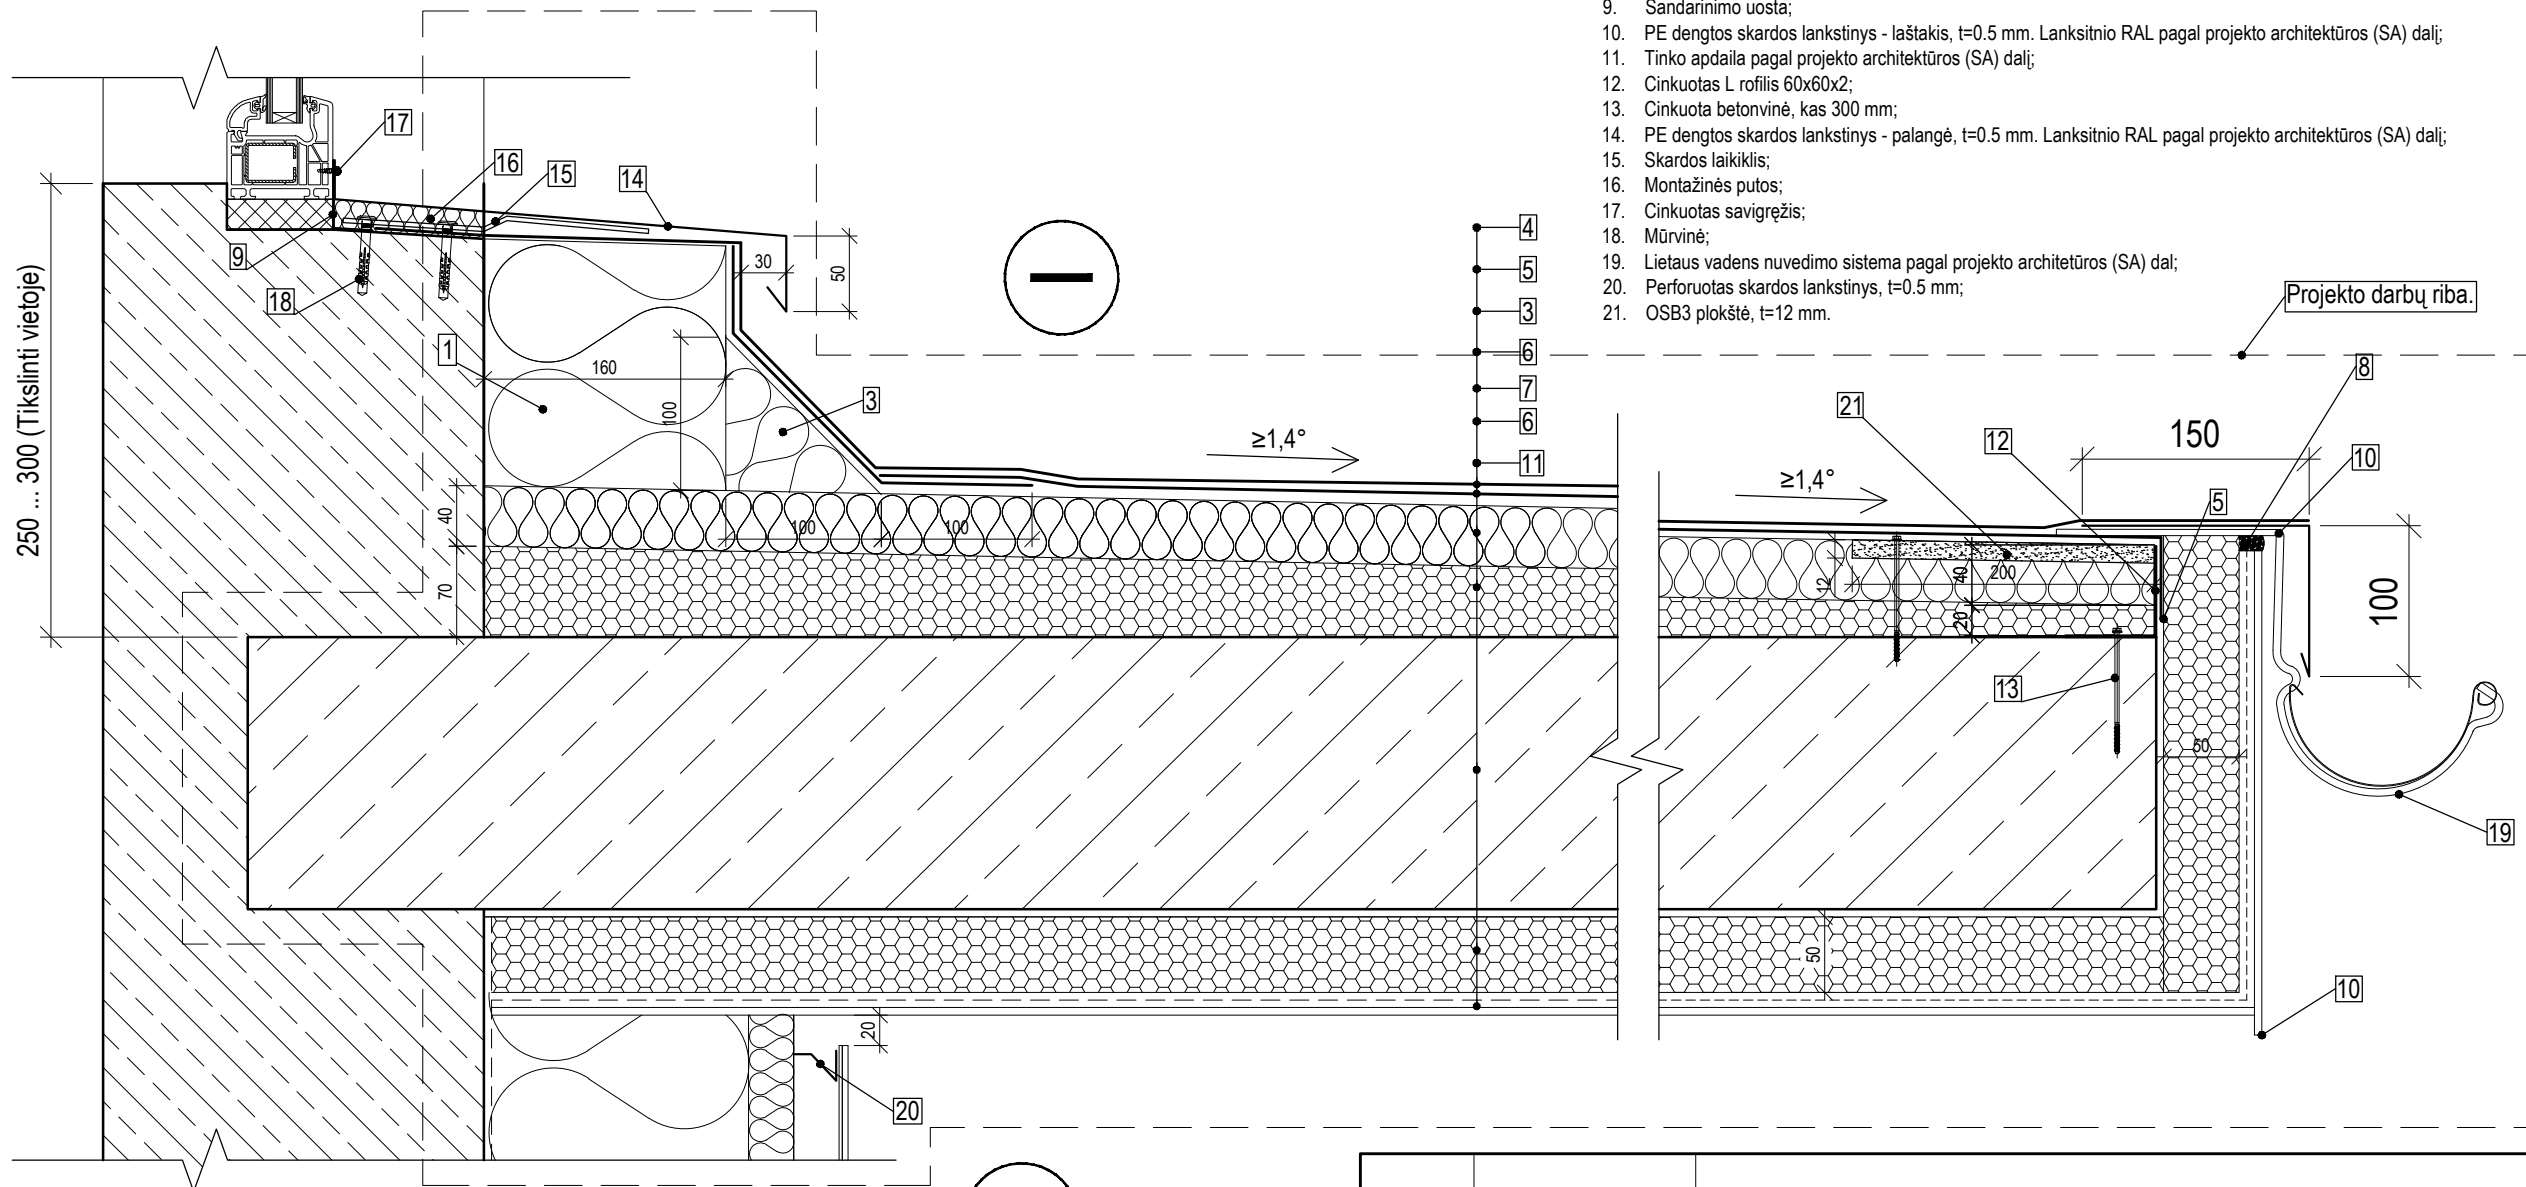 9. Sandarinimo uosta;
10. PE dengtos skardos lankstinys - laštakis, t=0.5 mm. Lanksitnio RAL pagal projekto architektūros (SA) dalį;
11. Tinko apdaila pagal projekto architektūros (SA) dalį;
12. Cinkuotas L rofilis 60x60x2;
13. Cinkuota betonvinė, kas 300 mm;
14. PE dengtos skardos lankstinys - palangė, t=0.5 mm. Lanksitnio RAL pagal projekto architektūros (SA) dalį;
15. Skardos laikiklis;
16. Montažinės putos;
17. Cinkuotas savigręžis;
18. Mūrvinė;
19. Lietaus vadens nuvedimo sistema pagal projekto architetūros (SA) dal;
20. Perforuotas skardos lankstinys, t=0.5 mm;
21. OSB3 plokštė, t=12 mm.
17
16
15
14
9
18
30
50
250 ... 300 (Tikslinti vietoje)
1
160
100
3
4
5
3
6
7
6
11
Projekto darbų riba.
8
≥1,4°
21
12
150
10
≥1,4°
5
40
100
100
70
12
40
200
20
100
13
50
19
50
10
20
20